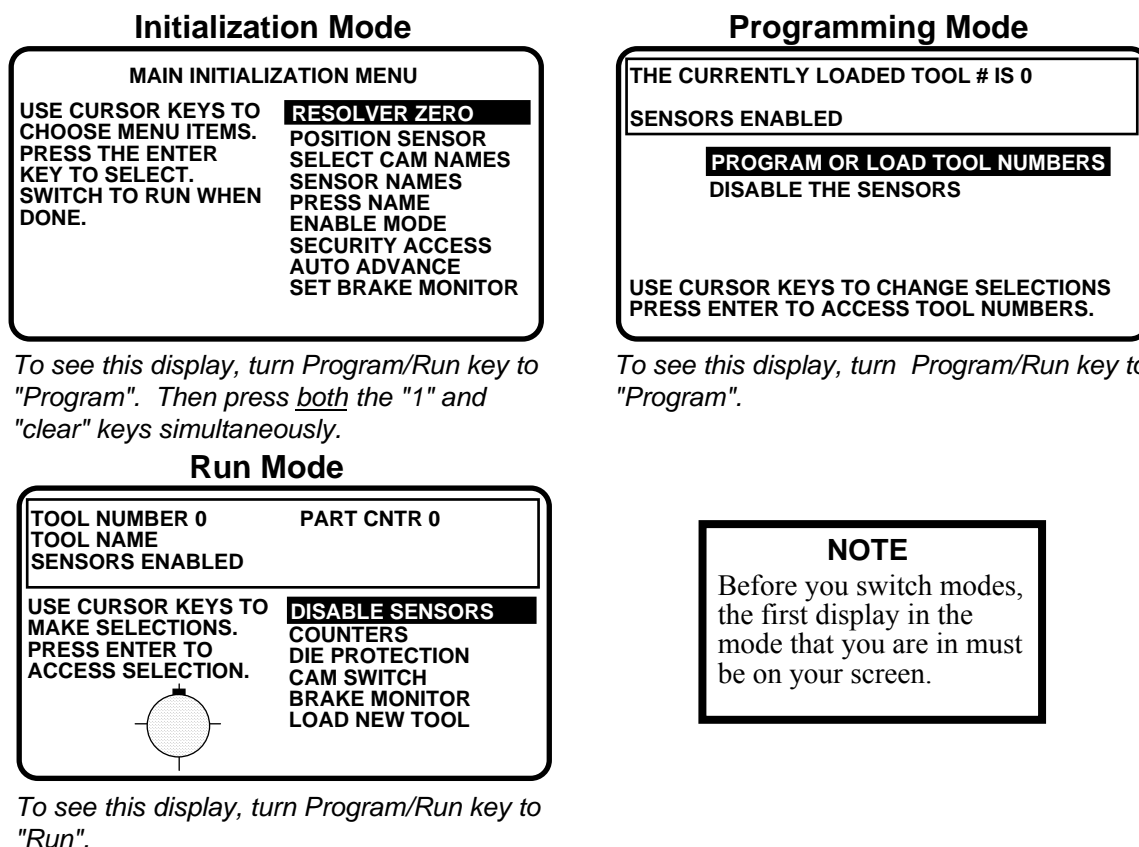 Initialization Mode
MAIN INITIALIZATION MENU
USE CURSOR KEYS TO
CHOOSE MENU ITEMS.
PRESS THE ENTER
KEY TO SELECT.
SWITCH TO RUN WHEN
DONE.
RESOLVER ZERO
POSITION SENSOR
SELECT CAM NAMES
SENSOR NAMES
PRESS NAME
ENABLE MODE
SECURITY ACCESS
AUTO ADVANCE
SET BRAKE MONITOR
To see this display, turn Program/Run key to
"Program". Then press both the "1" and
"clear" keys simultaneously.
Programming Mode
THE CURRENTLY LOADED TOOL # IS 0
SENSORS ENABLED
PROGRAM OR LOAD TOOL NUMBERS
DISABLE THE SENSORS
USE CURSOR KEYS TO CHANGE SELECTIONS
PRESS ENTER TO ACCESS TOOL NUMBERS.
To see this display, turn Program/Run key to
"Program".
Run Mode
TOOL NUMBER 0 PART CNTR 0
TOOL NAME
SENSORS ENABLED
USE CURSOR KEYS TO
MAKE SELECTIONS.
PRESS ENTER TO
ACCESS SELECTION.
DISABLE SENSORS
COUNTERS
DIE PROTECTION
CAM SWITCH
BRAKE MONITOR
LOAD NEW TOOL
To see this display, turn Program/Run key to
"Run".
NOTE
Before you switch modes,
the first display in the
mode that you are in must
be on your screen.